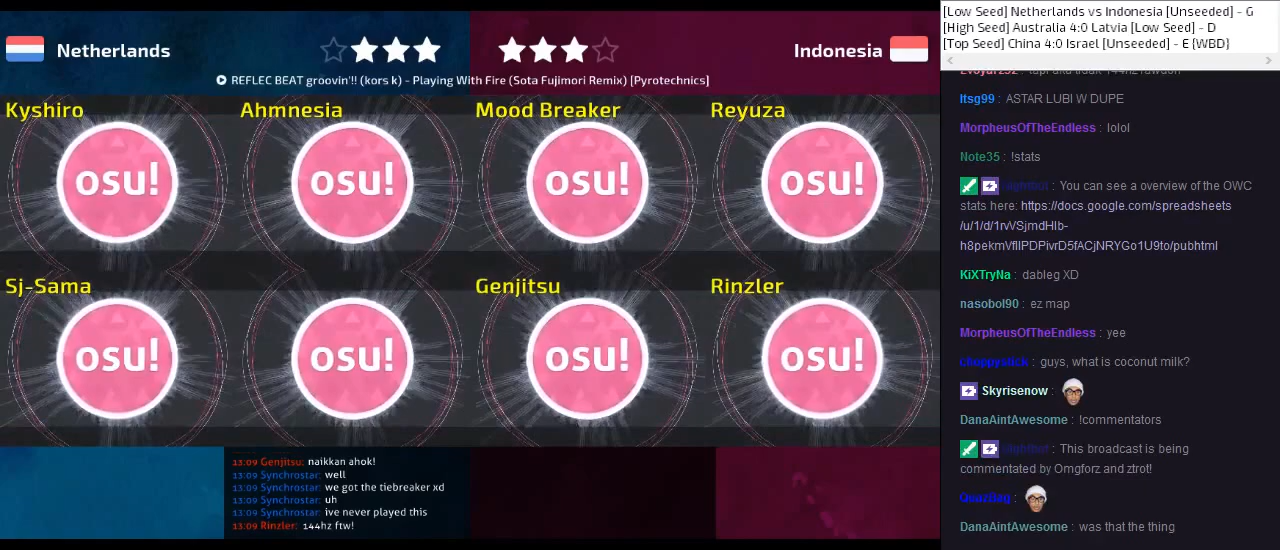 Netherlands
Indonesia
REFLEC BEAT groovin'!! (kors k) - Playing With Fire (Sota Fujimori Remix) [Pyrotechnics]
Kyshiro
Ahmnesia
Mood Breaker
Reyuza
osu!
osu!
osu!
osu!
Sj-Sama
Genjitsu
Rinzler
osu!
osu!
osu!
osu!
13:09 Genjitsu: naikkan ahok!
13:09 Synchrostar: well
13:09 Synchrostar: we got the tiebreaker xd
13:09 Synchrostar: uh
13:09 Synchrostar: ive never played this
13:09 Rinzler: 144hz ftw!
[Low Seed] Netherlands vs Indonesia [Unseeded] - G
[High Seed] Australia 4:0 Latvia [Low Seed] - D
[Top Seed] China 4:0 Israel [Unseeded] - E {WBD}
Itsg99 : ASTAR LUBI W DUPE
MorpheusOfTheEndless : lolol
Note35 : !stats
nightbot : You can see a overview of the OWC
stats here: https://docs.google.com/spreadsheets
KiXTryNa : dableg XD
nasobol90 : ez map
MorpheusOfTheEndless : yee
choppystick : guys, what is coconut milk?
Skyrisenow :
DanaAintAwesome : !commentators
nightbot : This broadcast is being
commentated by Omgforz and ztrot!
DanaAintAwesome : was that the thing